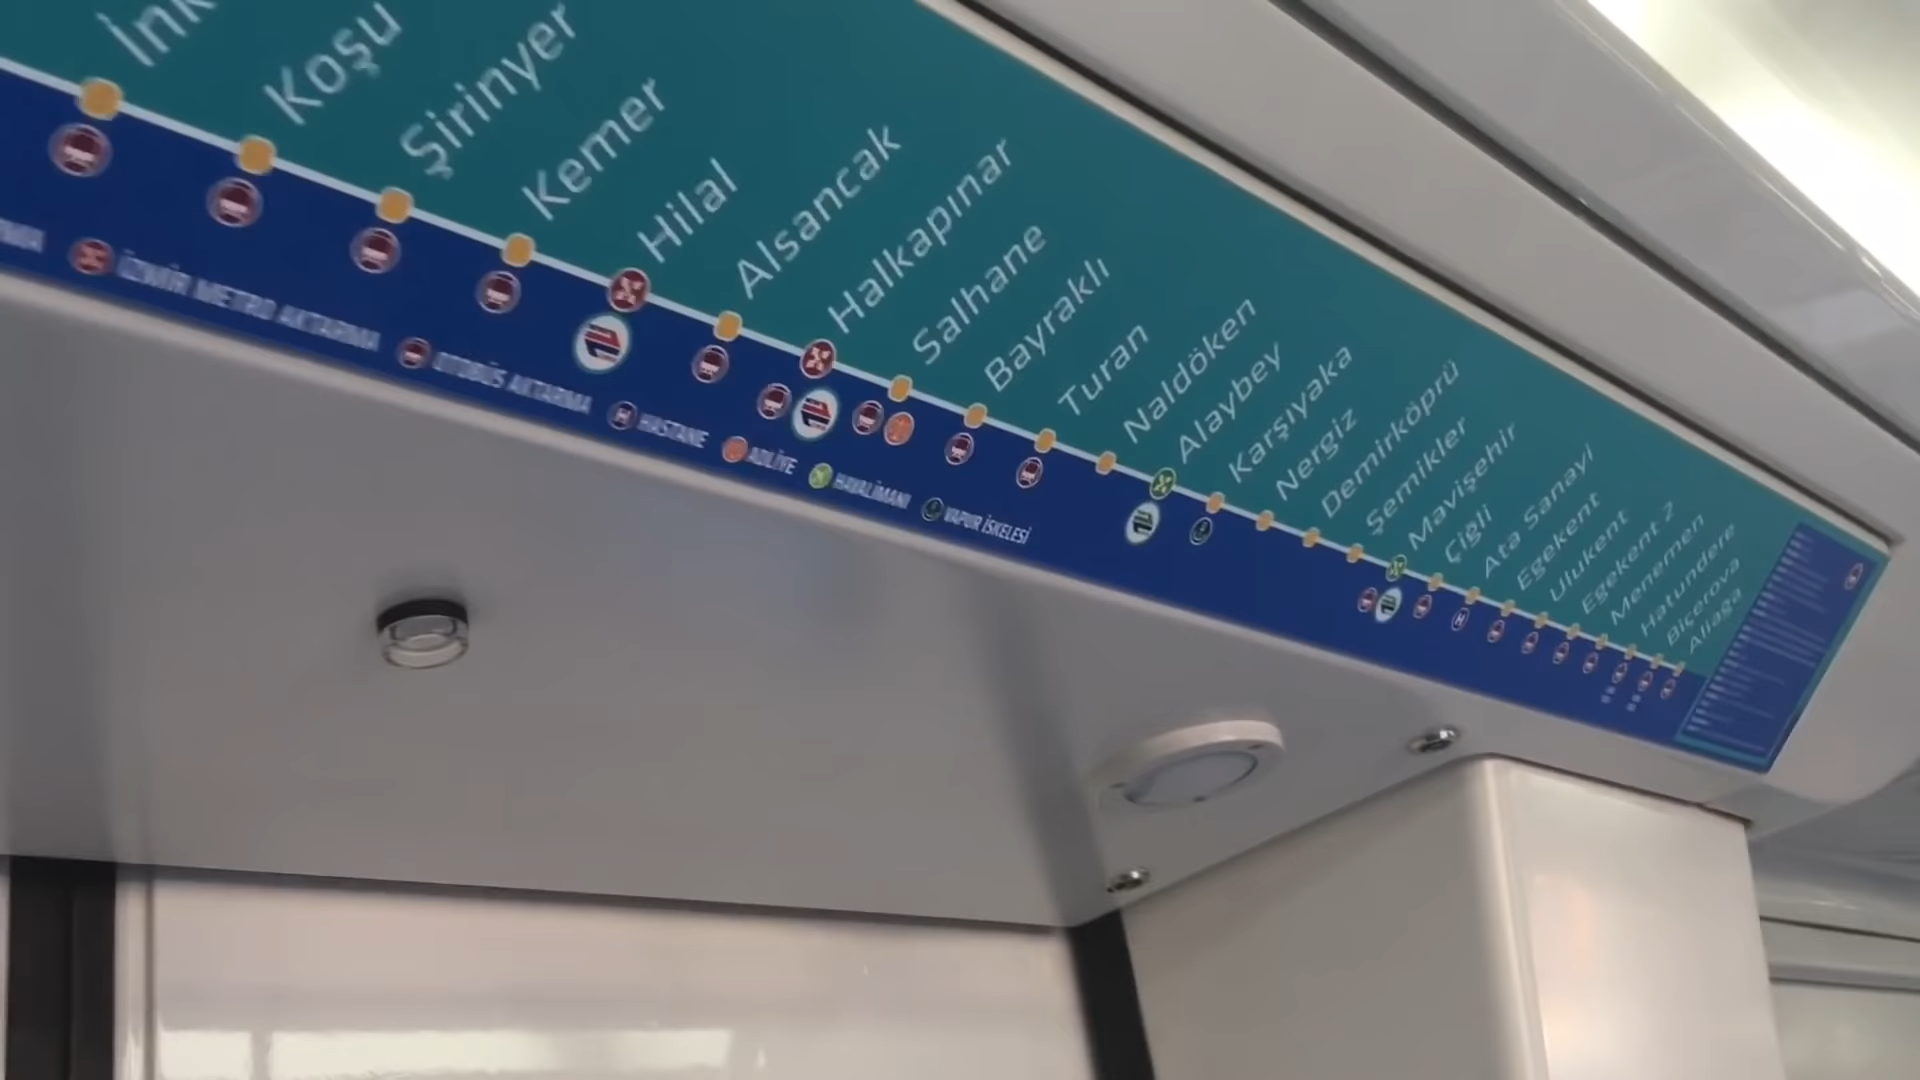 Koşu
Şirinyer
Kemer
Hilal
Alsancak
Halkapınar
Salhane
Bayraklı
Turan
Naldöken
Alaybey
Karşıyaka
Nergiz
Demirköprü
Şemikler
Mavişehir
Çiğli
Ata Sanayi
Egekent
Ulukent
Egekent 2
Menemen
Hatundere
Biçerova
Aliağa
İZMİR METRO AKTARMA
OTOBÜS AKTARMA
HASTANE
ADLİYE
HAVALİMANI
VAPUR İSKELESİ